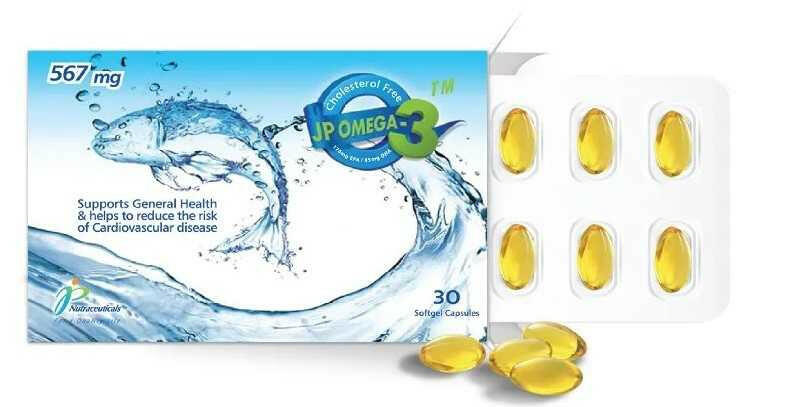 567 mg
Cholesterol Free
JP OMEGA-3 TM
Supports General Health
& helps to reduce the risk
of Cardiovascular disease
JP
Nutraceuticals
30
Softgel Capsules